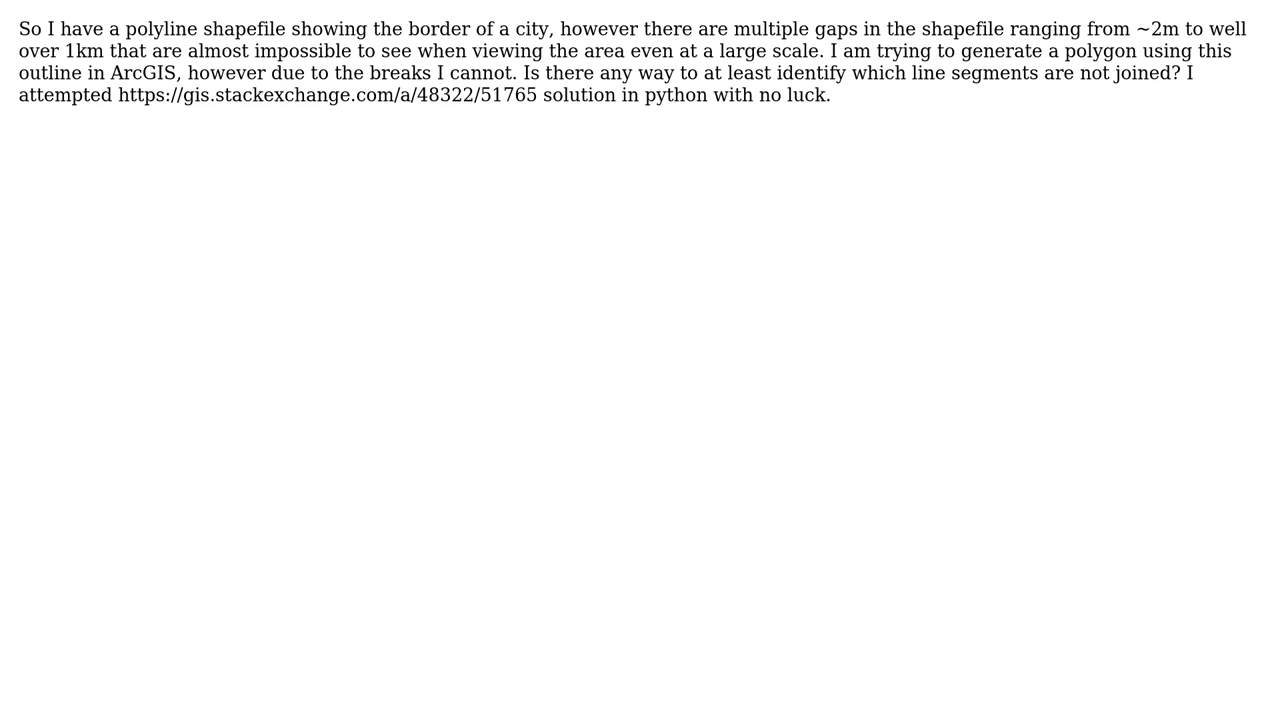 So I have a polyline shapefile showing the border of a city, however there are multiple gaps in the shapefile ranging from ~2m to well
over 1km that are almost impossible to see when viewing the area even at a large scale. I am trying to generate a polygon using this
outline in ArcGIS, however due to the breaks I cannot. Is there any way to at least identify which line segments are not joined? I
attempted https://gis.stackexchange.com/a/48322/51765 solution in python with no luck.